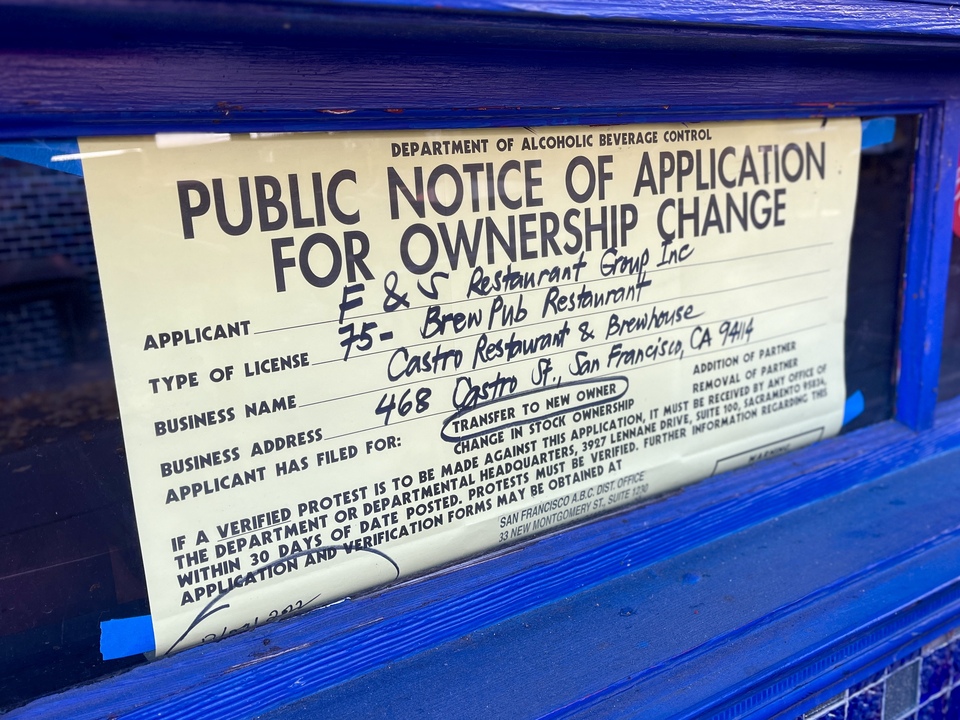 DEPARTMENT OF ALCOHOLIC BEVERAGE CONTROL
PUBLIC NOTICE OF APPLICATION
FOR OWNERSHIP CHANGE
APPLICANT F & S Restaurant Group Inc
TYPE OF LICENSE 75- Brew Pub Restaurant
BUSINESS NAME Castro Restaurant & Brewhouse
BUSINESS ADDRESS 468 Castro St., San Francisco, CA 94114
APPLICANT HAS FILED FOR: TRANSFER TO NEW OWNER ADDITION OF PARTNER
CHANGE IN STOCK OWNERSHIP REMOVAL OF PARTNER
IF A VERIFIED PROTEST IS TO BE MADE AGAINST THIS APPLICATION, IT MUST BE RECEIVED BY ANY OFFICE OF
THE DEPARTMENT OR DEPARTMENTAL HEADQUARTERS, 3927 LENNANE DRIVE, SUITE 100, SACRAMENTO 95834,
WITHIN 30 DAYS OF DATE POSTED. PROTESTS MUST BE VERIFIED. FURTHER INFORMATION REGARDING THIS
APPLICATION AND VERIFICATION FORMS MAY BE OBTAINED AT
SAN FRANCISCO A.B.C. DIST. OFFICE
33 NEW MONTGOMERY ST., SUITE 1230
WARNING